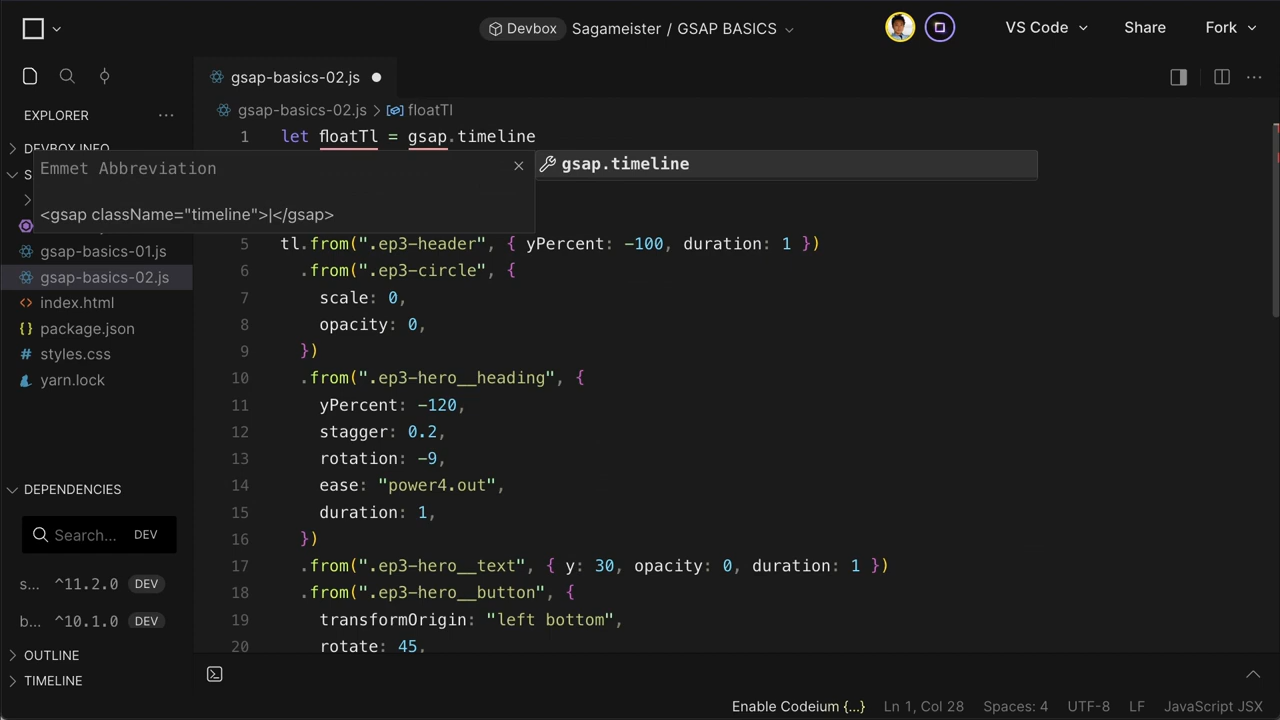 Devbox Sagameister / GSAP BASICS
VS Code
Share
Fork
gsap-basics-02.js
EXPLORER
gsap-basics-02.js > floatTl
DEVBOX INFO
S
1 let floatTl = gsap.timeline
Emmet Abbreviation
<gsap className="timeline">|</gsap>
gsap.timeline
gsap-basics-01.js
gsap-basics-02.js
index.html
package.json
styles.css
yarn.lock
5 tl.from(".ep3-header", { yPercent: -100, duration: 1 })
6 .from(".ep3-circle", {
7 scale: 0,
8 opacity: 0,
9 })
10 .from(".ep3-hero__heading", {
11 yPercent: -120,
12 stagger: 0.2,
13 rotation: -9,
14 ease: "power4.out",
15 duration: 1,
16 })
17 .from(".ep3-hero__text", { y: 30, opacity: 0, duration: 1 })
18 .from(".ep3-hero__button", {
19 transformOrigin: "left bottom",
20 rotate: 45,
DEPENDENCIES
Search... DEV
s... ^11.2.0 DEV
b... ^10.1.0 DEV
OUTLINE
TIMELINE
Enable Codeium {...} Ln 1, Col 28 Spaces: 4 UTF-8 LF JavaScript JSX